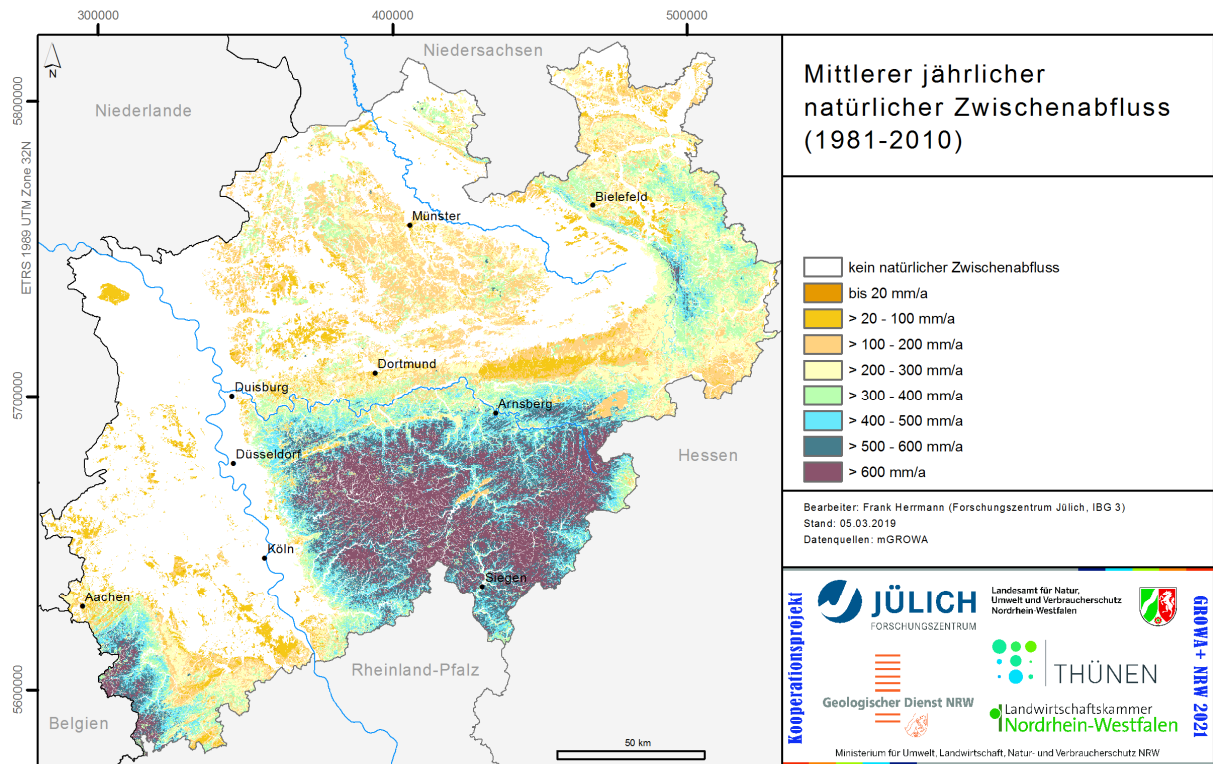 300000
400000
500000
5800000
5700000
5600000
ETRS 1989 UTM Zone 32N
N
Niedersachsen
Niederlande
Bielefeld
Münster
Dortmund
Duisburg
Arnsberg
Düsseldorf
Hessen
Köln
Siegen
Aachen
Rheinland-Pfalz
Belgien
50 km
Mittlerer jährlicher
natürlicher Zwischenabfluss
(1981-2010)
kein natürlicher Zwischenabfluss
bis 20 mm/a
> 20 - 100 mm/a
> 100 - 200 mm/a
> 200 - 300 mm/a
> 300 - 400 mm/a
> 400 - 500 mm/a
> 500 - 600 mm/a
> 600 mm/a
Bearbeiter: Frank Herrmann (Forschungszentrum Jülich, IBG 3)
Stand: 05.03.2019
Datenquellen: mGROWA
Kooperationsprojekt
JÜLICH
FORSCHUNGSZENTRUM
Landesamt für Natur,
Umwelt und Verbraucherschutz
Nordrhein-Westfalen
GROWA+ NRW 2021
THÜNEN
Geologischer Dienst NRW
Landwirtschaftskammer
Nordrhein-Westfalen
Ministerium für Umwelt, Landwirtschaft, Natur- und Verbraucherschutz NRW